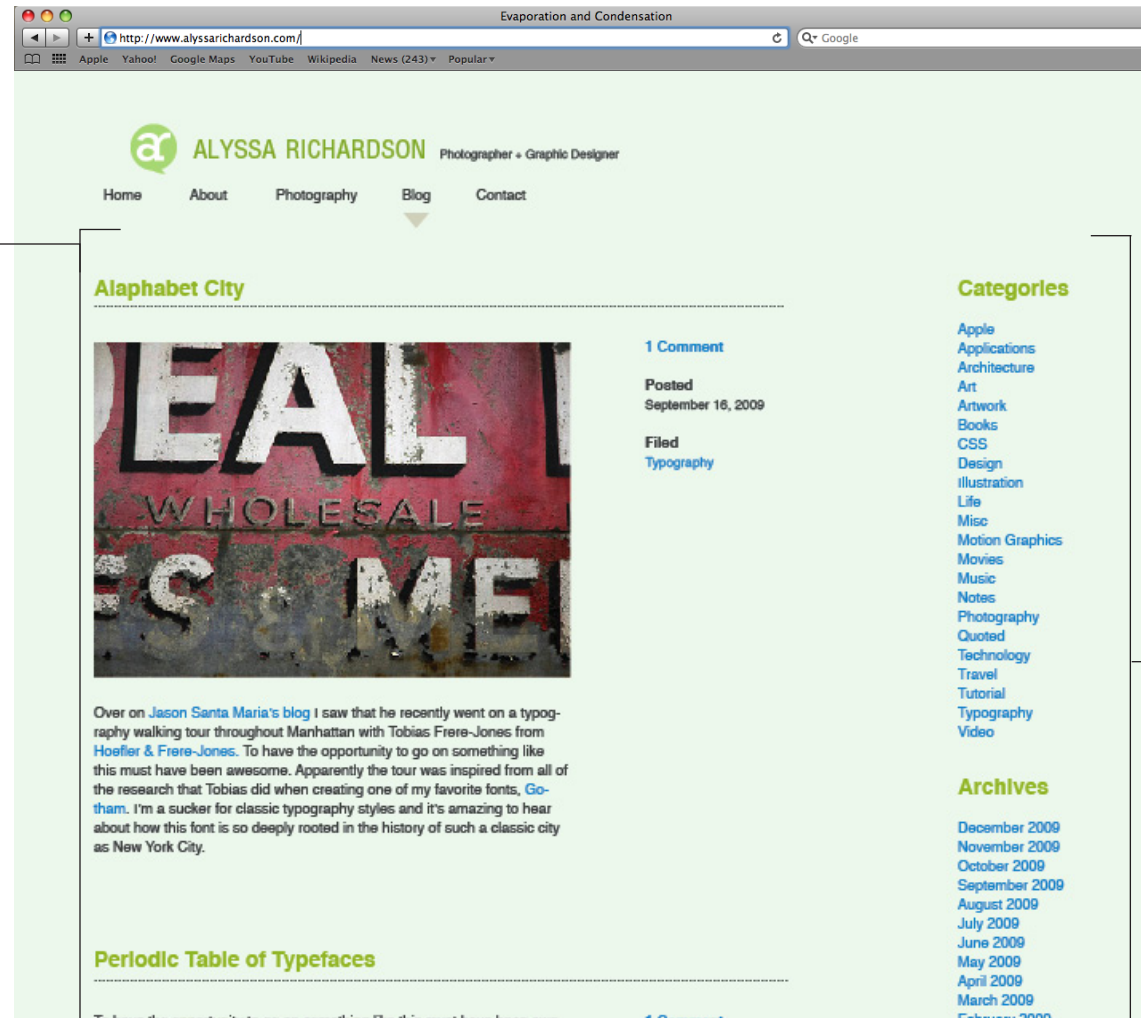 Evaporation and Condensation
http://www.alyssarichardson.com/
Google
Apple Yahoo! Google Maps YouTube Wikipedia News (243) Popular
ar
ALYSSA RICHARDSON Photographer + Graphic Designer
Home About Photography Blog Contact
Alaphabet City
DEAL
WHOLESALE
ES & ME
1 Comment
Posted
September 16, 2009
Filed
Typography
Over on Jason Santa Maria's blog I saw that he recently went on a typog-
raphy walking tour throughout Manhattan with Tobias Frere-Jones from
Hoefler & Frere-Jones. To have the opportunity to go on something like
this must have been awesome. Apparently the tour was inspired from all of
the research that Tobias did when creating one of my favorite fonts, Go-
tham. I'm a sucker for classic typography styles and it's amazing to hear
about how this font is so deeply rooted in the history of such a classic city
as New York City.
Periodic Table of Typefaces
1 Comment
Categories
Apple
Applications
Architecture
Art
Artwork
Books
CSS
Design
Illustration
Life
Misc
Motion Graphics
Movies
Music
Notes
Photography
Quoted
Technology
Travel
Tutorial
Typography
Video
Archives
December 2009
November 2009
October 2009
September 2009
August 2009
July 2009
June 2009
May 2009
April 2009
March 2009
February 2009